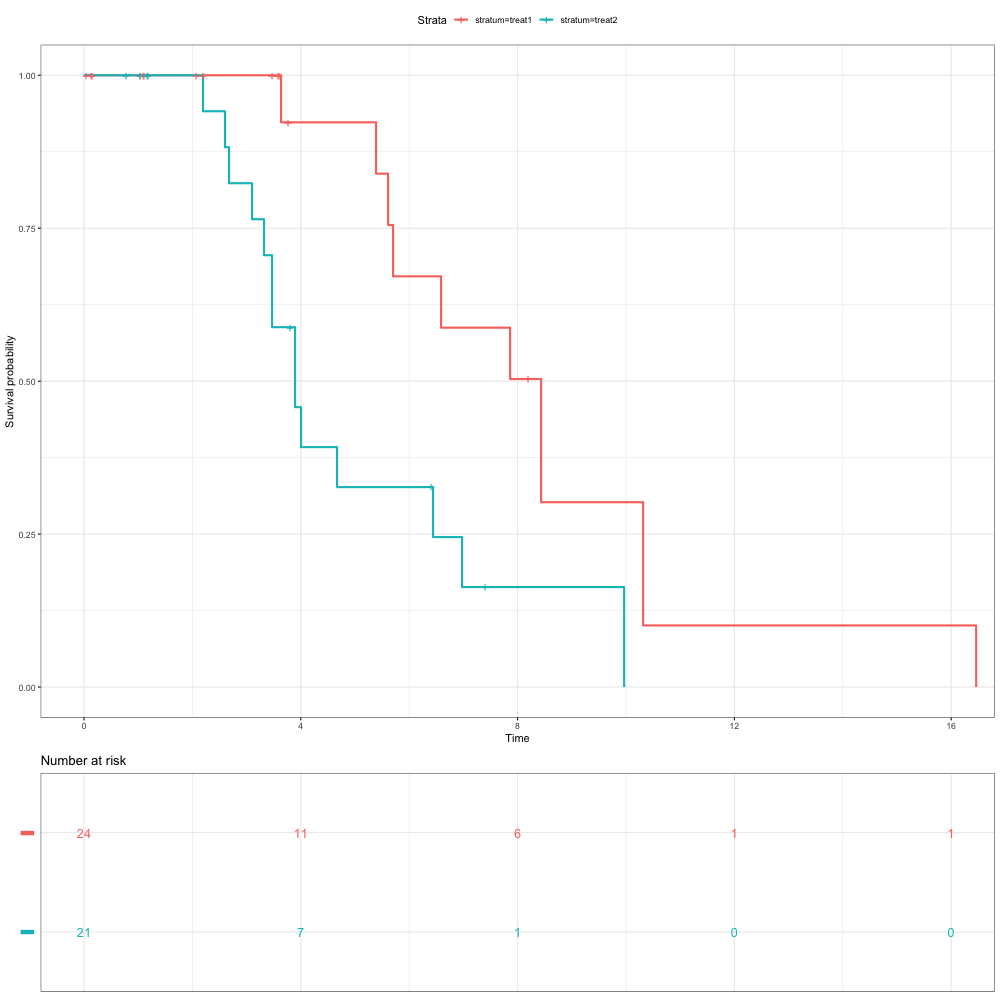 Strata stratum=treat1 stratum=treat2
1.00
0.75
0.50
0.25
0.00
Survival probability
0 4 8 12 16
Time
Number at risk
24 11 6 1 1
21 7 1 0 0